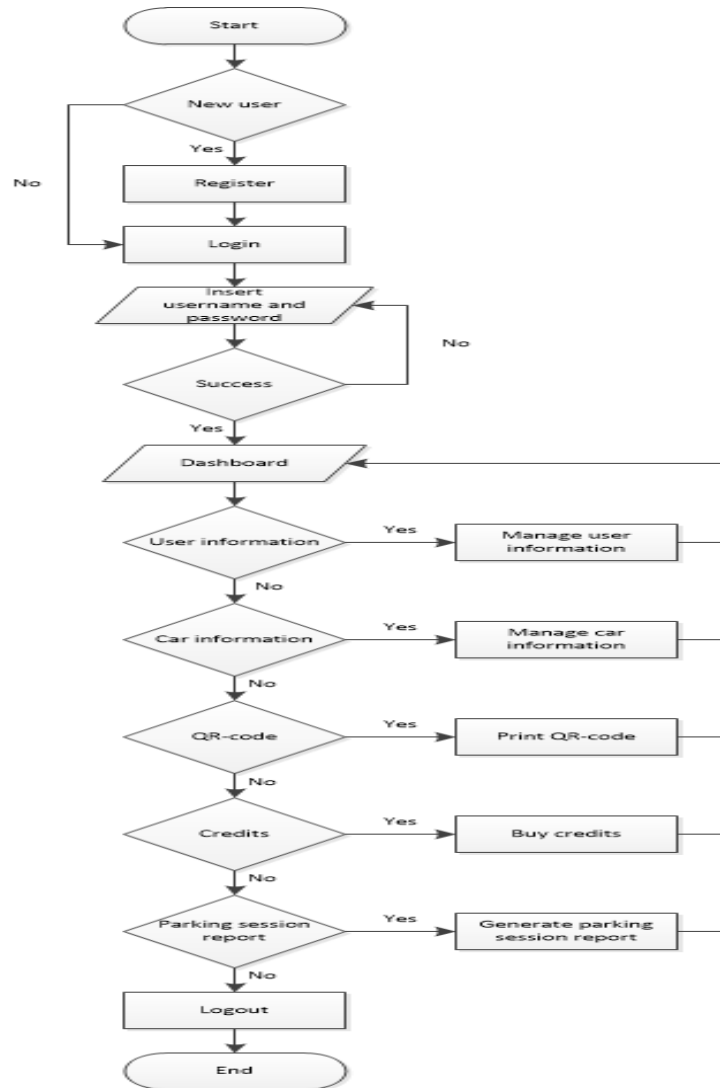 Start
New user
Yes
No
Register
Login
Insert
username and
password
No
Success
Yes
Dashboard
User information
Yes
Manage user
information
No
Car information
Yes
Manage car
information
No
QR-code
Yes
Print QR-code
No
Credits
Yes
Buy credits
No
Parking session
report
Yes
Generate parking
session report
No
Logout
End